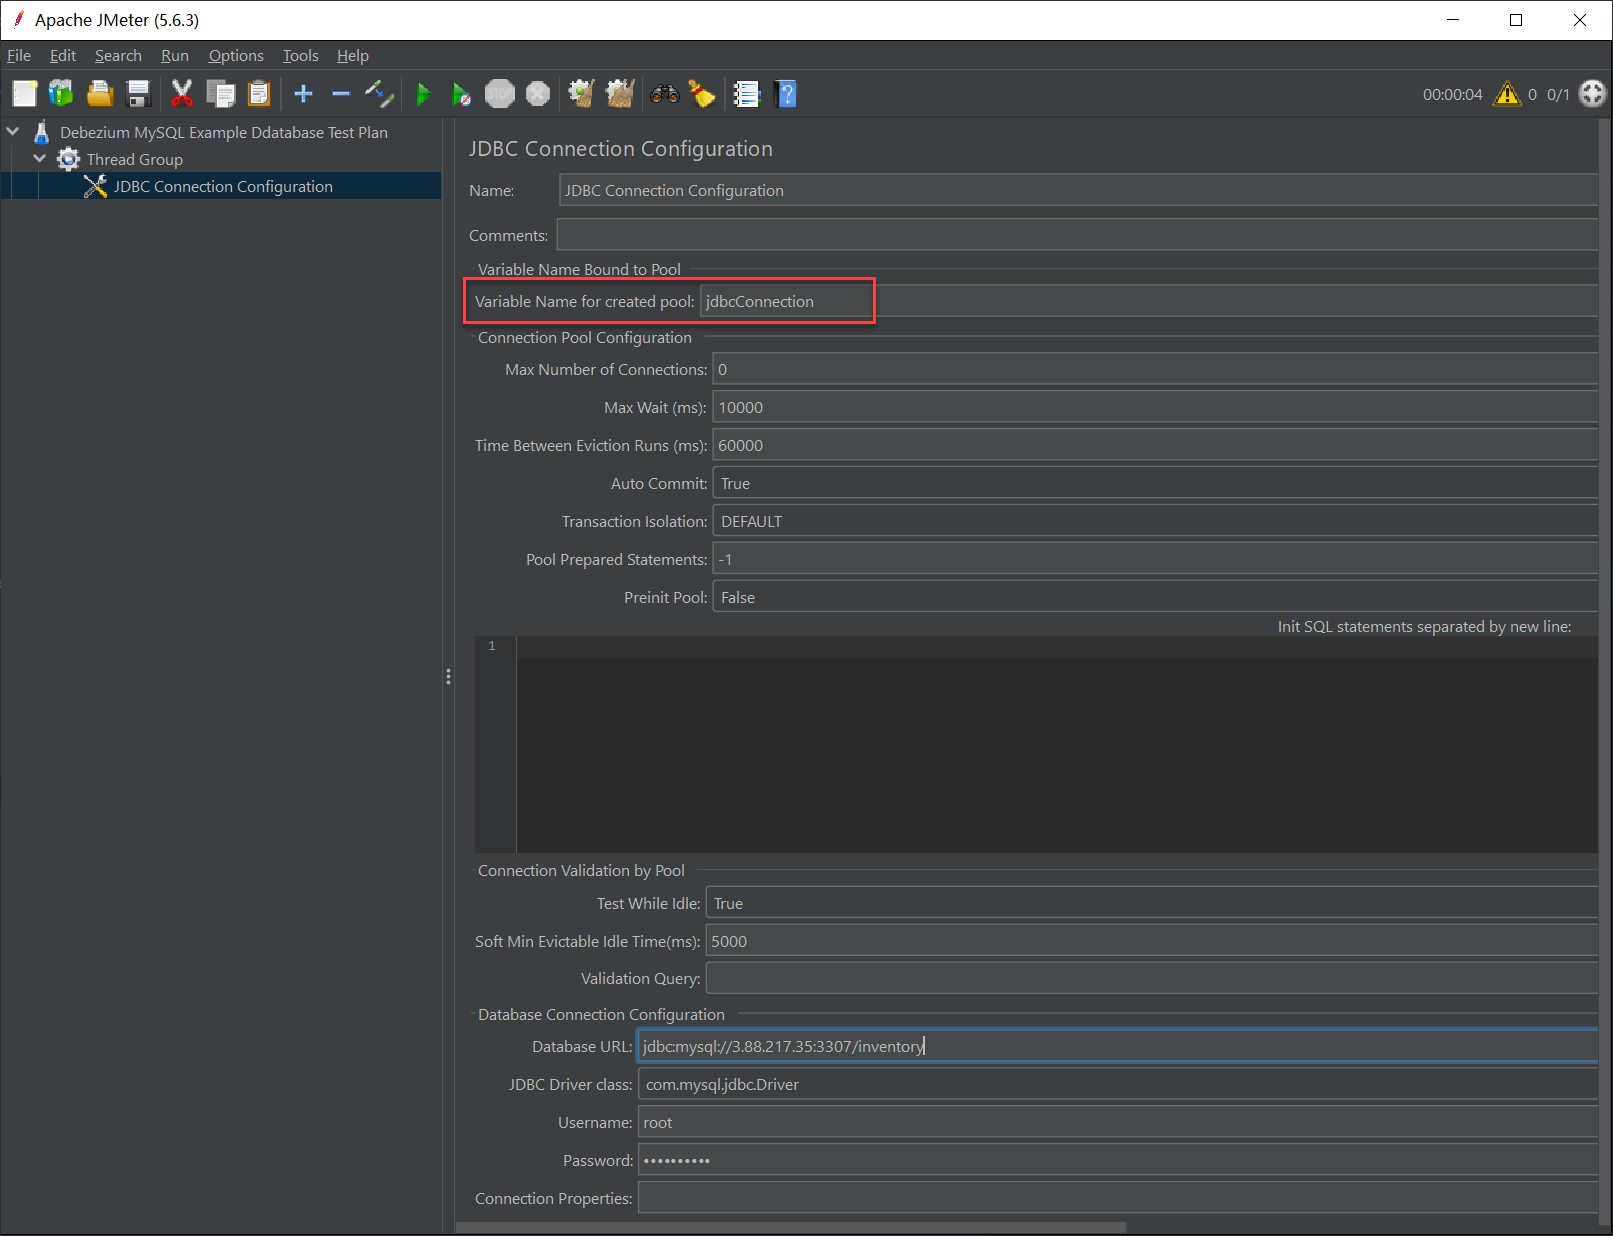 Apache JMeter (5.6.3)
File Edit Search Run Options Tools Help
STOP
00:00:04 0 0/1
Debezium MySQL Example Ddatabase Test Plan
Thread Group
JDBC Connection Configuration
JDBC Connection Configuration
Name: JDBC Connection Configuration
Comments:
Variable Name Bound to Pool
Variable Name for created pool: jdbcConnection
Connection Pool Configuration
Max Number of Connections: 0
Max Wait (ms): 10000
Time Between Eviction Runs (ms): 60000
Auto Commit: True
Transaction Isolation: DEFAULT
Pool Prepared Statements: -1
Preinit Pool: False
Init SQL statements separated by new line:
1
Connection Validation by Pool
Test While Idle: True
Soft Min Evictable Idle Time(ms): 5000
Validation Query:
Database Connection Configuration
Database URL: jdbc:mysql://3.88.217.35:3307/inventory
JDBC Driver class: com.mysql.jdbc.Driver
Username: root
Password: ••••••••••
Connection Properties: